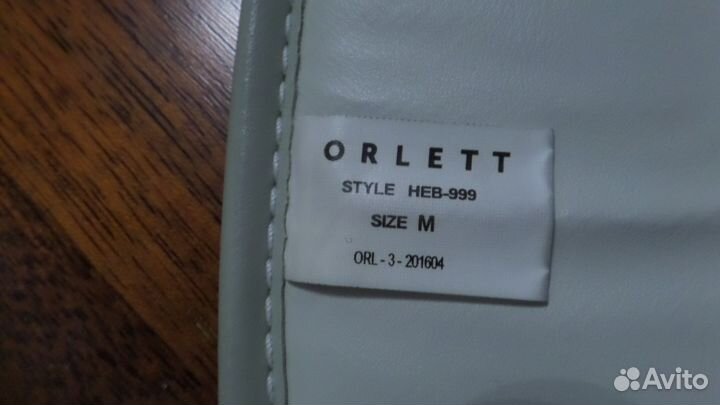 ORLETT
STYLE HEB-999
SIZE M
ORL - 3 - 201604
Avito